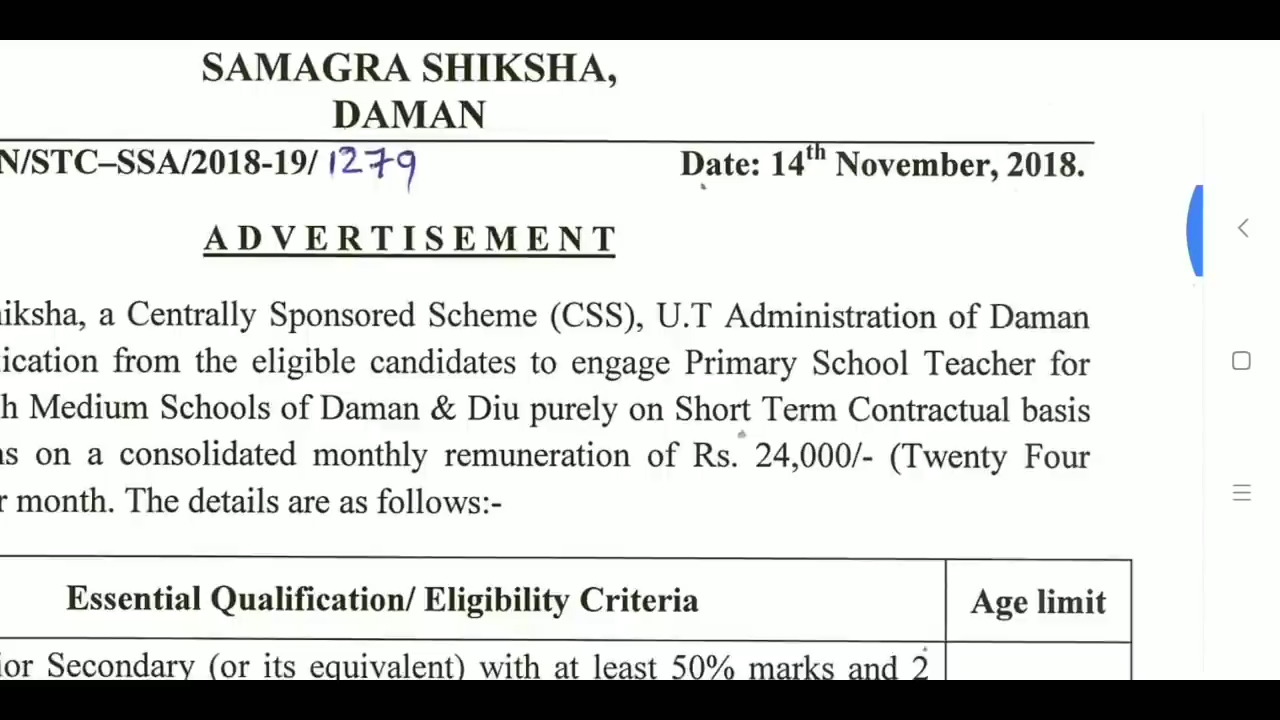 SAMAGRA SHIKSHA,
DAMAN
N/STC–SSA/2018-19/ 1279 Date: 14th November, 2018.
ADVERTISEMENT
iksha, a Centrally Sponsored Scheme (CSS), U.T Administration of Daman
ication from the eligible candidates to engage Primary School Teacher for
h Medium Schools of Daman & Diu purely on Short Term Contractual basis
s on a consolidated monthly remuneration of Rs. 24,000/- (Twenty Four
r month. The details are as follows:-
Essential Qualification/ Eligibility Criteria Age limit
ior Secondary (or its equivalent) with at least 50% marks and 2